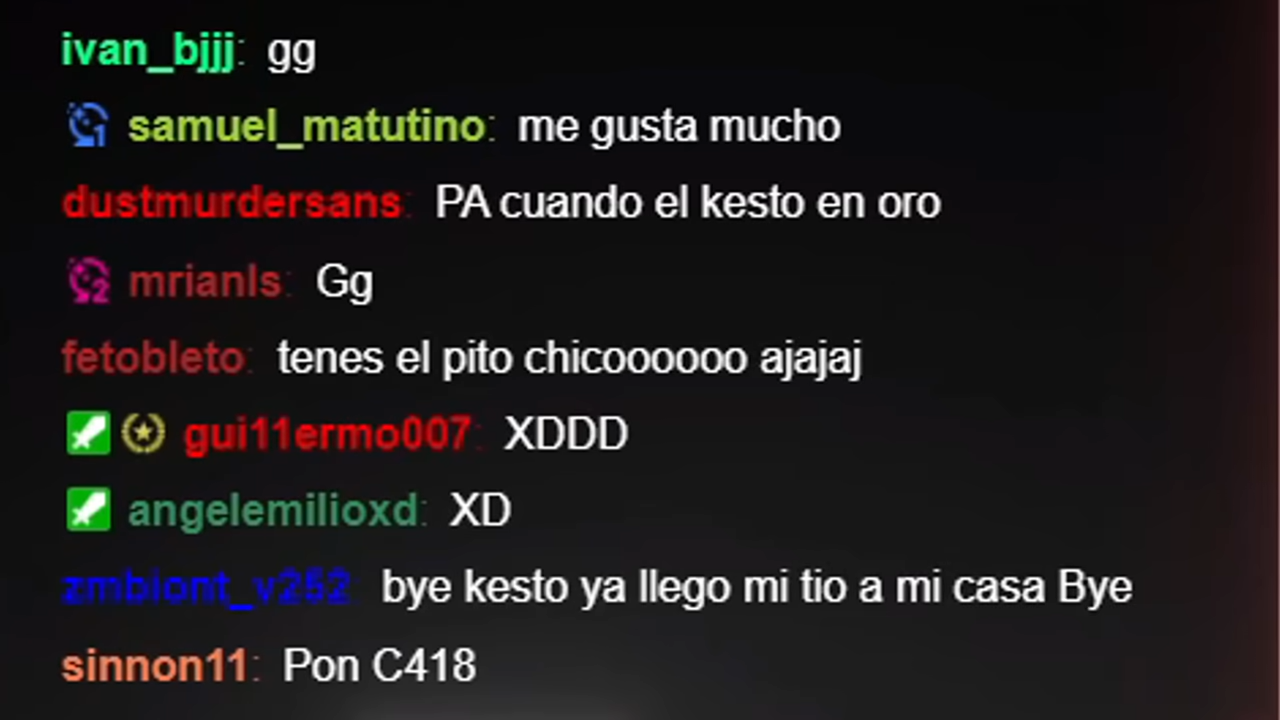 ivan_bjjj: gg
samuel_matutino: me gusta mucho
dustmurdersans: PA cuando el kesto en oro
mrianls: Gg
fetobleto: tenes el pito chicoooooo ajajaj
gui11ermo007: XDDD
angelemilioxd: XD
zmbiont_v252: bye kesto ya llego mi tio a mi casa Bye
sinnon11: Pon C418